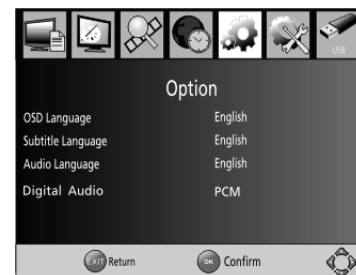 USB
Option
OSD Language English
Subtitle Language English
Audio Language English
Digital Audio PCM
EXIT Return OK Confirm